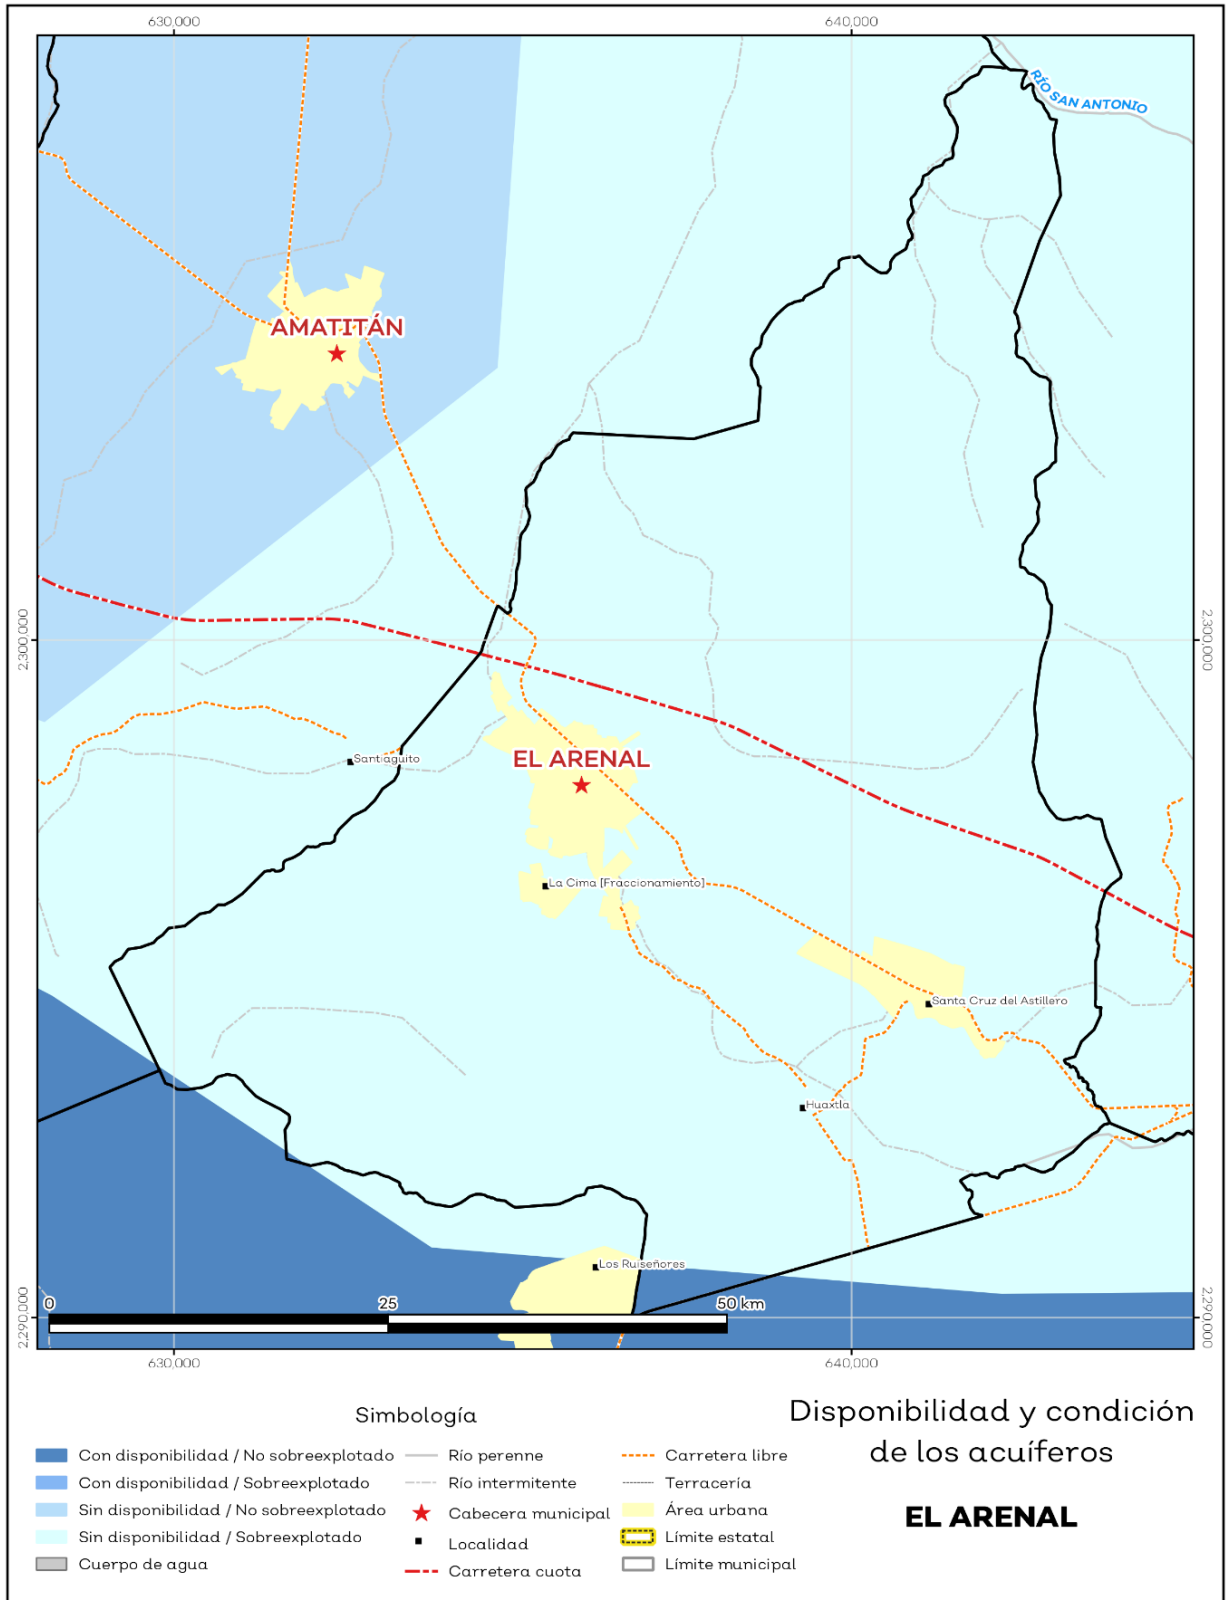 630,000
640,000
RÍO SAN ANTONIO
AMATITÁN
2,300,000
2,300,000
Santiaguito
EL ARENAL
La Cima [Fraccionamiento]
Santa Cruz del Astillero
Huaxtla
Los Ruiseñores
0
25
50 km
2,290,000
2,290,000
630,000
640,000
Simbología
Con disponibilidad / No sobreexplotado
Con disponibilidad / Sobreexplotado
Sin disponibilidad / No sobreexplotado
Sin disponibilidad / Sobreexplotado
Cuerpo de agua
Río perenne
Río intermitente
Cabecera municipal
Localidad
Carretera cuota
Carretera libre
Terracería
Área urbana
Límite estatal
Límite municipal
Disponibilidad y condición
de los acuíferos
EL ARENAL